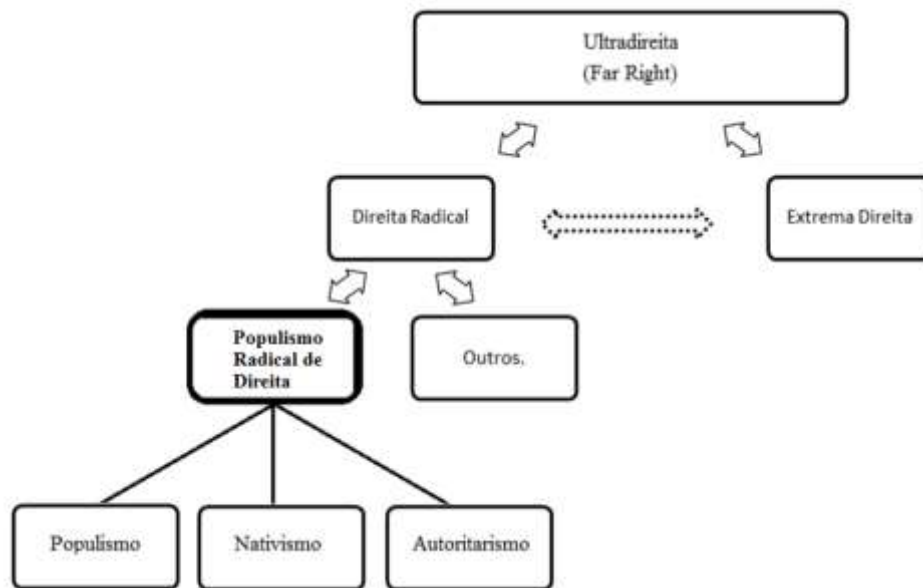 Ultradireita
(Far Right)
Direita Radical
Extrema Direita
Populismo
Radical de
Direita
Outros.
Populismo
Nativismo
Autoritarismo